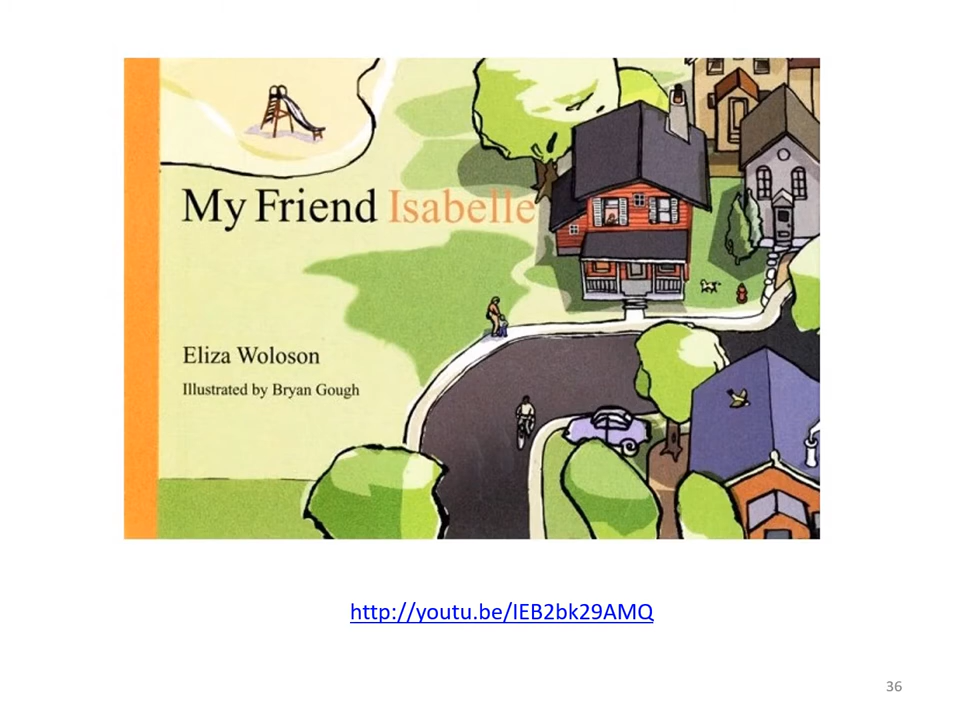 My Friend Isabelle
Eliza Woloson
Illustrated by Bryan Gough
http://youtu.be/IEB2bk29AMQ
36